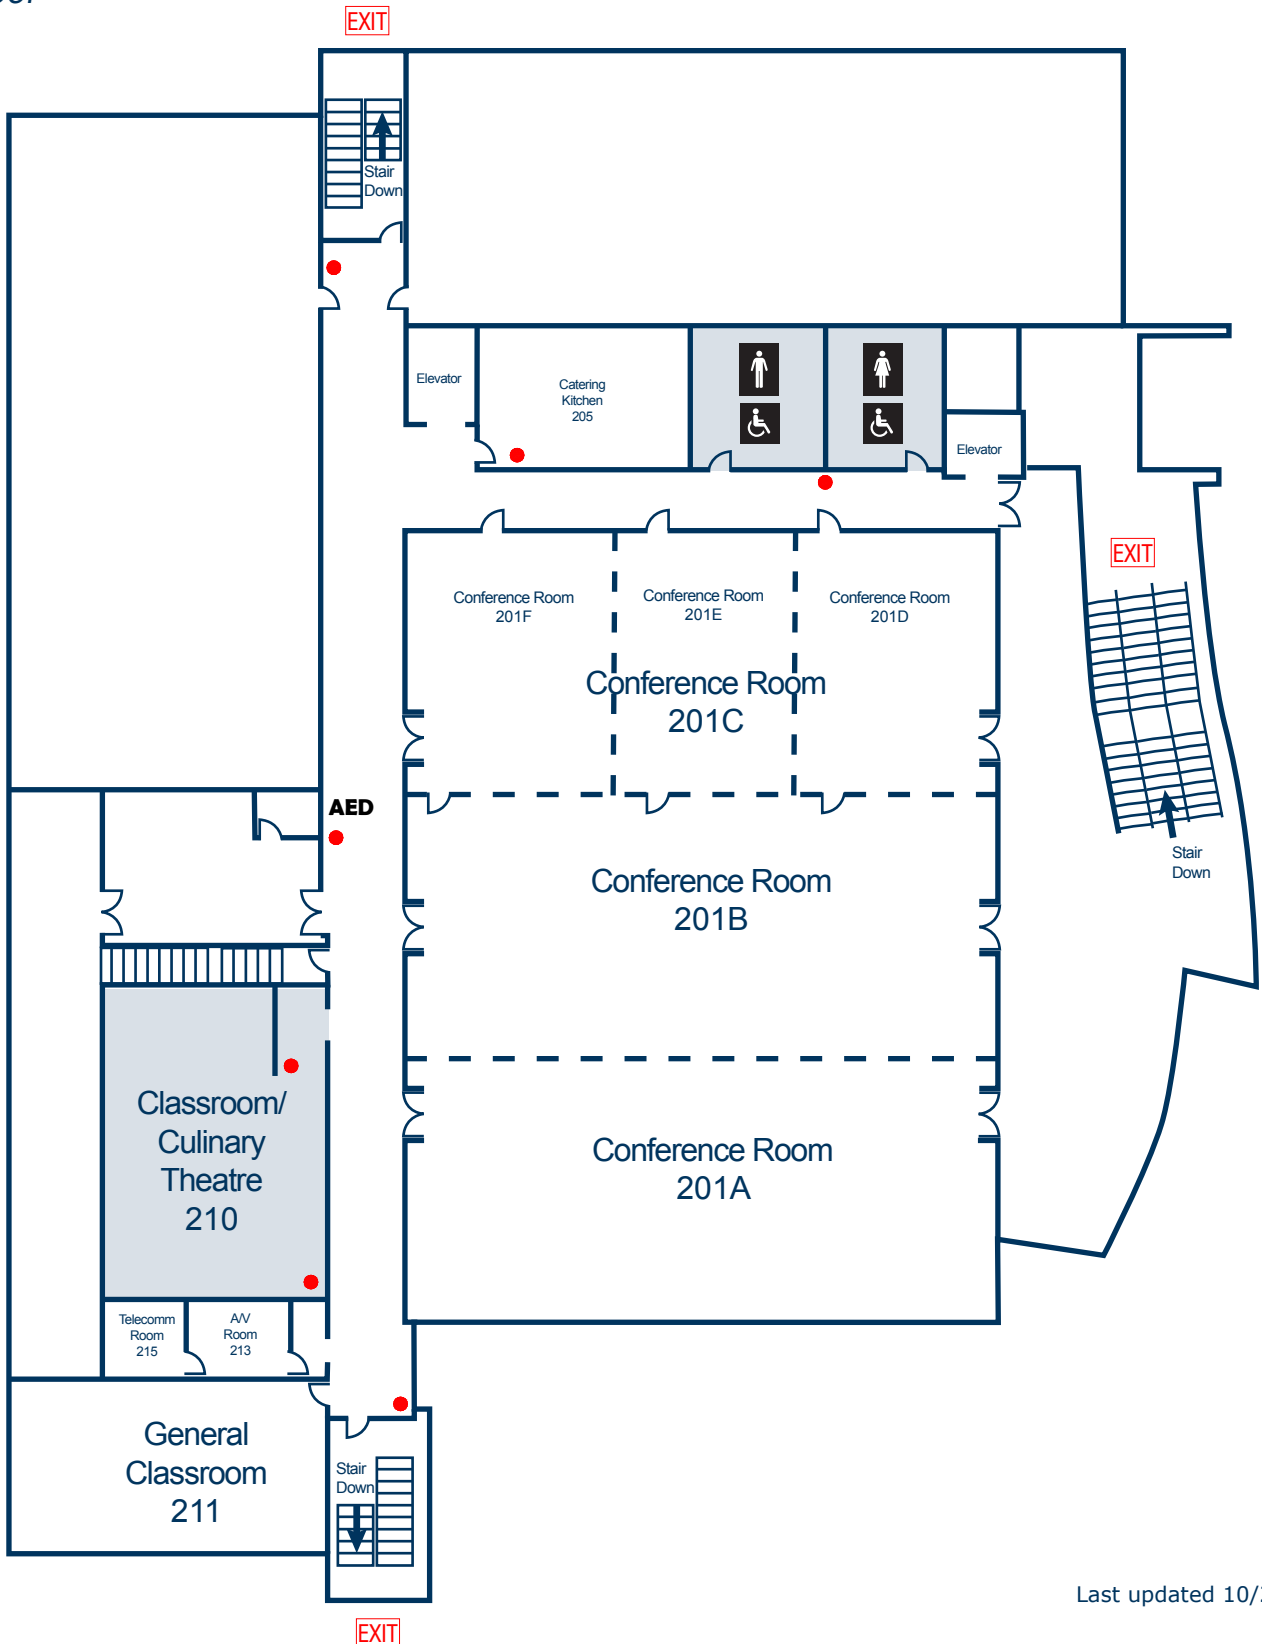 EXIT
Stair
Down
Elevator
Catering
Kitchen
205
Elevator
EXIT
Conference Room
201F
Conference Room
201E
Conference Room
201D
Conference Room
201C
AED
Stair
Down
Conference Room
201B
Classroom/
Culinary
Theatre
210
Conference Room
201A
Telecomm
Room
215
A/V
Room
213
General
Classroom
211
Stair
Down
Last updated 10/
EXIT